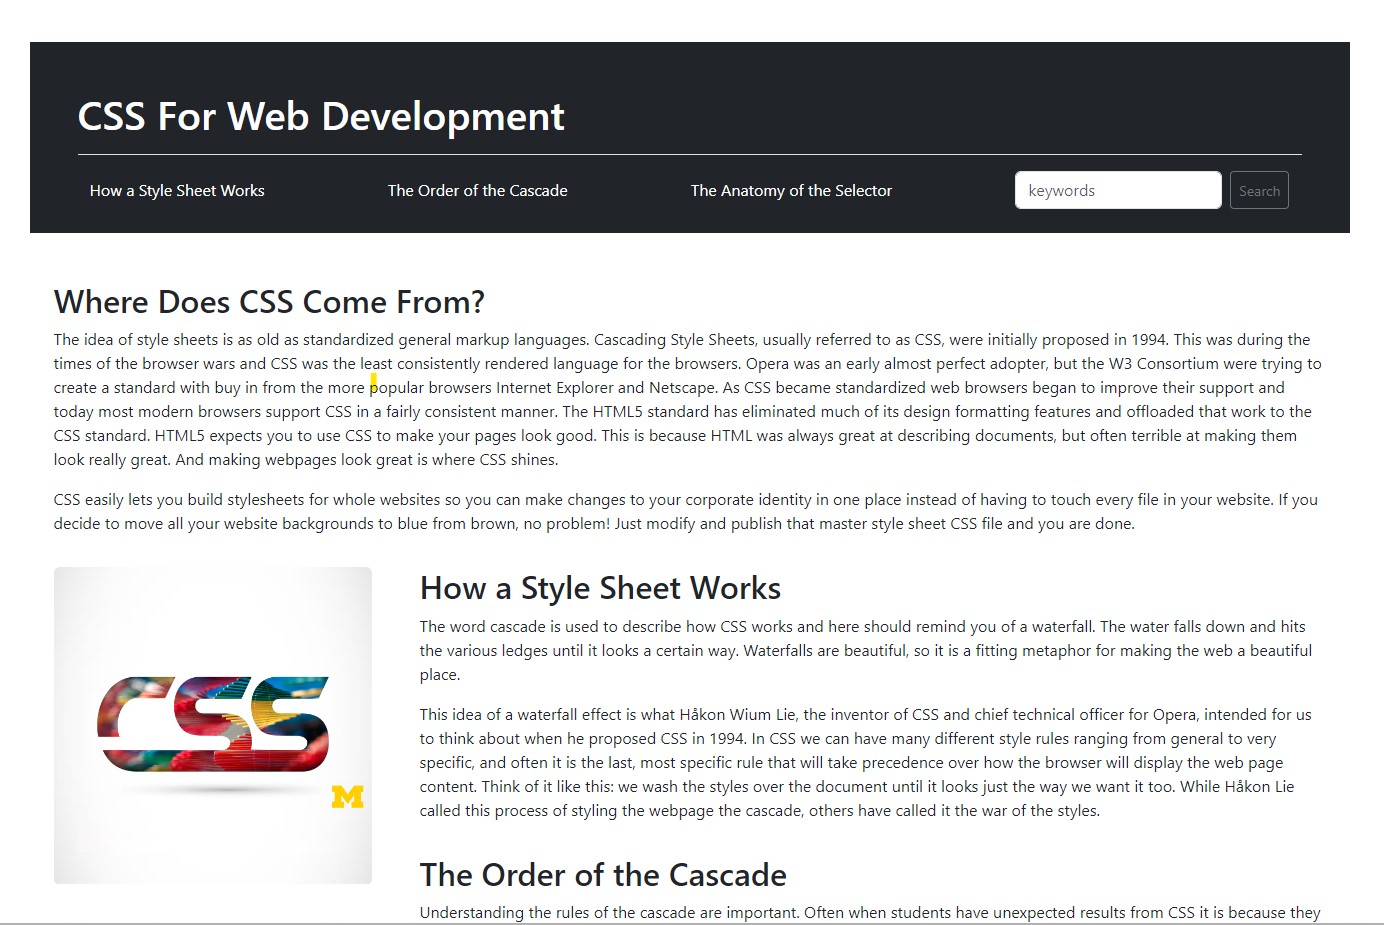 CSS For Web Development
How a Style Sheet Works
The Order of the Cascade
The Anatomy of the Selector
keywords
Search
Where Does CSS Come From?
The idea of style sheets is as old as standardized general markup languages. Cascading Style Sheets, usually referred to as CSS, were initially proposed in 1994. This was during the
times of the browser wars and CSS was the least consistently rendered language for the browsers. Opera was an early almost perfect adopter, but the W3 Consortium were trying to
create a standard with buy in from the more popular browsers Internet Explorer and Netscape. As CSS became standardized web browsers began to improve their support and
today most modern browsers support CSS in a fairly consistent manner. The HTML5 standard has eliminated much of its design formatting features and offloaded that work to the
CSS standard. HTML5 expects you to use CSS to make your pages look good. This is because HTML was always great at describing documents, but often terrible at making them
look really great. And making webpages look great is where CSS shines.
CSS easily lets you build stylesheets for whole websites so you can make changes to your corporate identity in one place instead of having to touch every file in your website. If you
decide to move all your website backgrounds to blue from brown, no problem! Just modify and publish that master style sheet CSS file and you are done.
CSS
M
How a Style Sheet Works
The word cascade is used to describe how CSS works and here should remind you of a waterfall. The water falls down and hits
the various ledges until it looks a certain way. Waterfalls are beautiful, so it is a fitting metaphor for making the web a beautiful
place.
This idea of a waterfall effect is what Håkon Wium Lie, the inventor of CSS and chief technical officer for Opera, intended for us
to think about when he proposed CSS in 1994. In CSS we can have many different style rules ranging from general to very
specific, and often it is the last, most specific rule that will take precedence over how the browser will display the web page
content. Think of it like this: we wash the styles over the document until it looks just the way we want it too. While Håkon Lie
called this process of styling the webpage the cascade, others have called it the war of the styles.
The Order of the Cascade
Understanding the rules of the cascade are important. Often when students have unexpected results from CSS it is because they